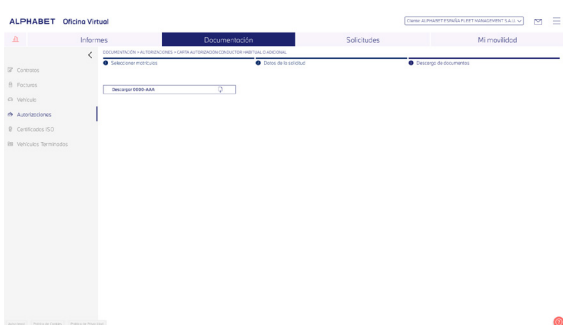 ALPHABET Oficina Virtual
Cliente: ALPHABET ESPAÑA FLEET MANAGEMENT S.A.U
Informes
Documentación
Solicitudes
Mi movilidad
DOCUMENTACIÓN > AUTORIZACIONES > CARTA AUTORIZACIÓN CONDUCTOR HABITUAL O ADICIONAL
Seleccionar matrículas
Datos de la solicitud
Descarga de documentos
Contratos
Facturas
Vehículo
Autorizaciones
Certificados ISO
Vehículos Terminados
Descargar 0000-AAA